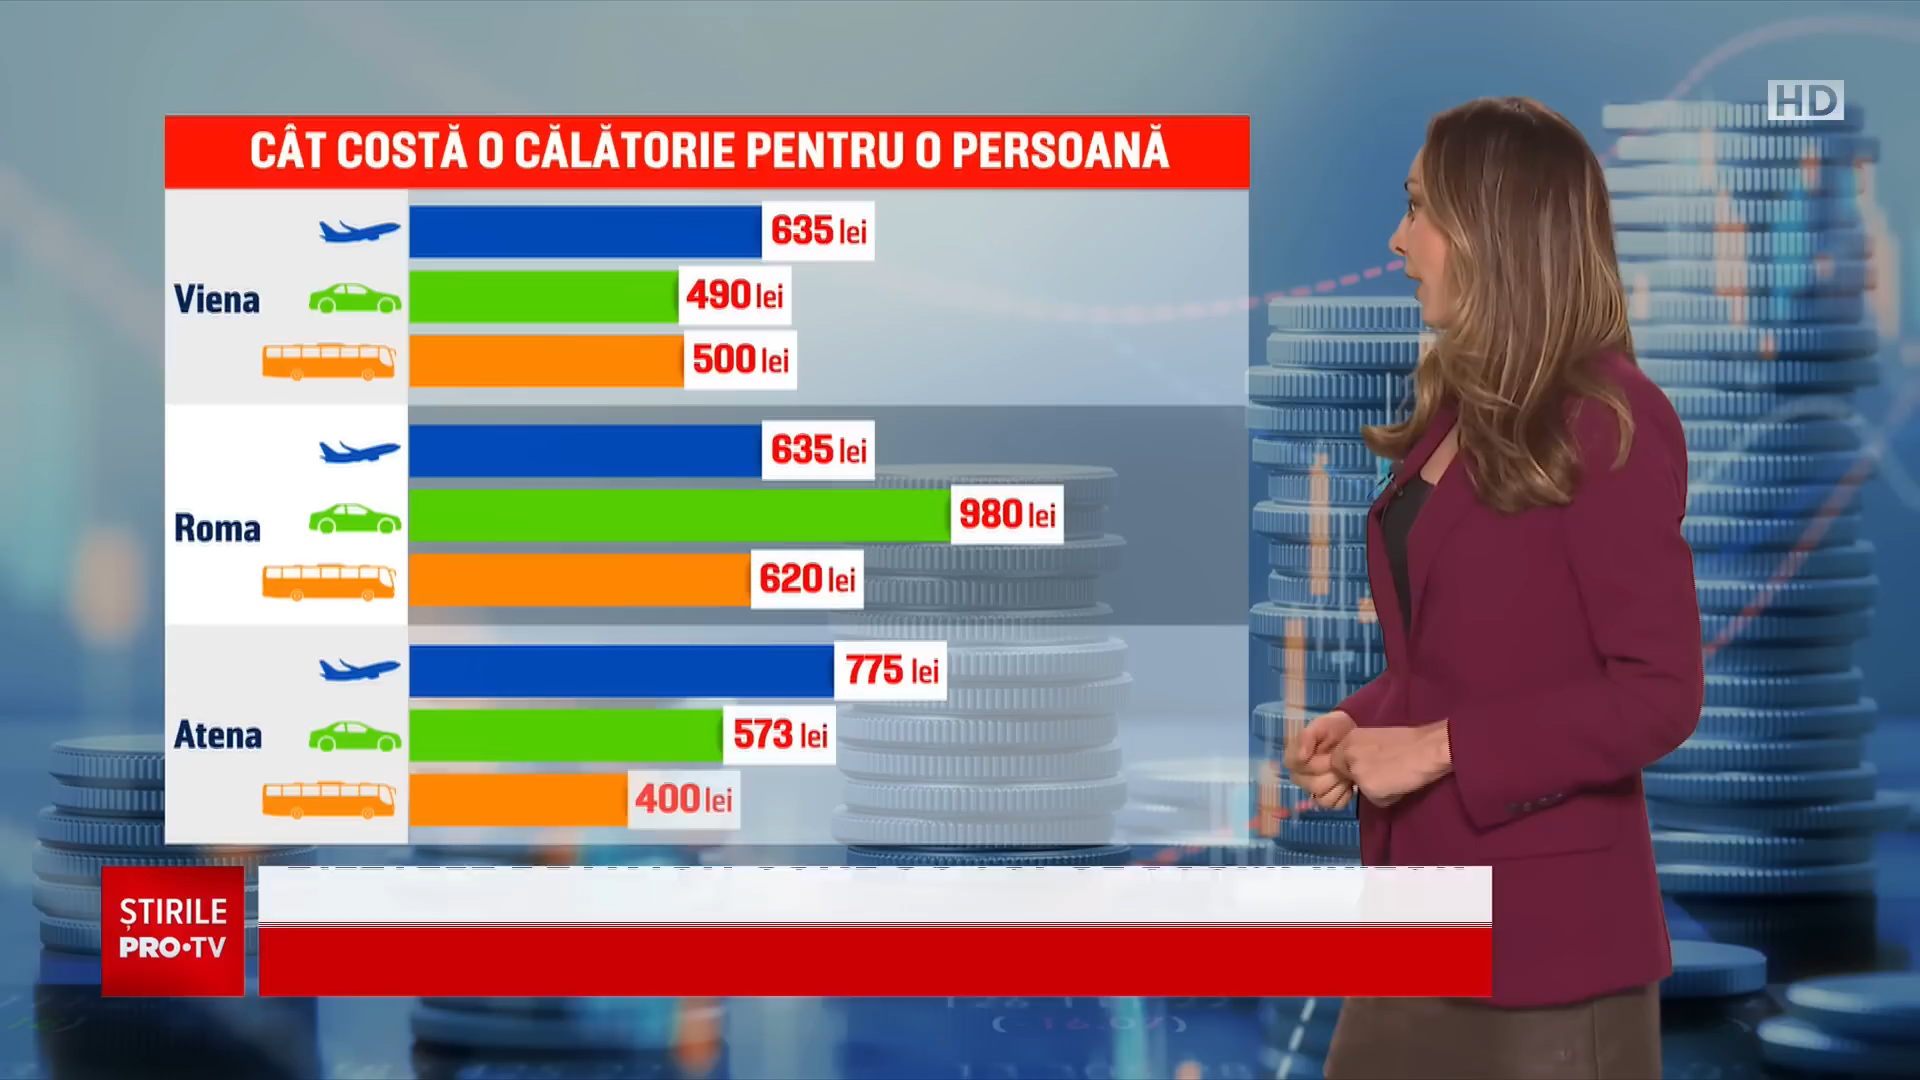 HD
CÂT COSTĂ O CĂLĂTORIE PENTRU O PERSOANĂ
Viena
635 lei
490 lei
500 lei
Roma
635 lei
980 lei
620 lei
Atena
775 lei
573 lei
400 lei
ȘTIRILE
PRO•TV